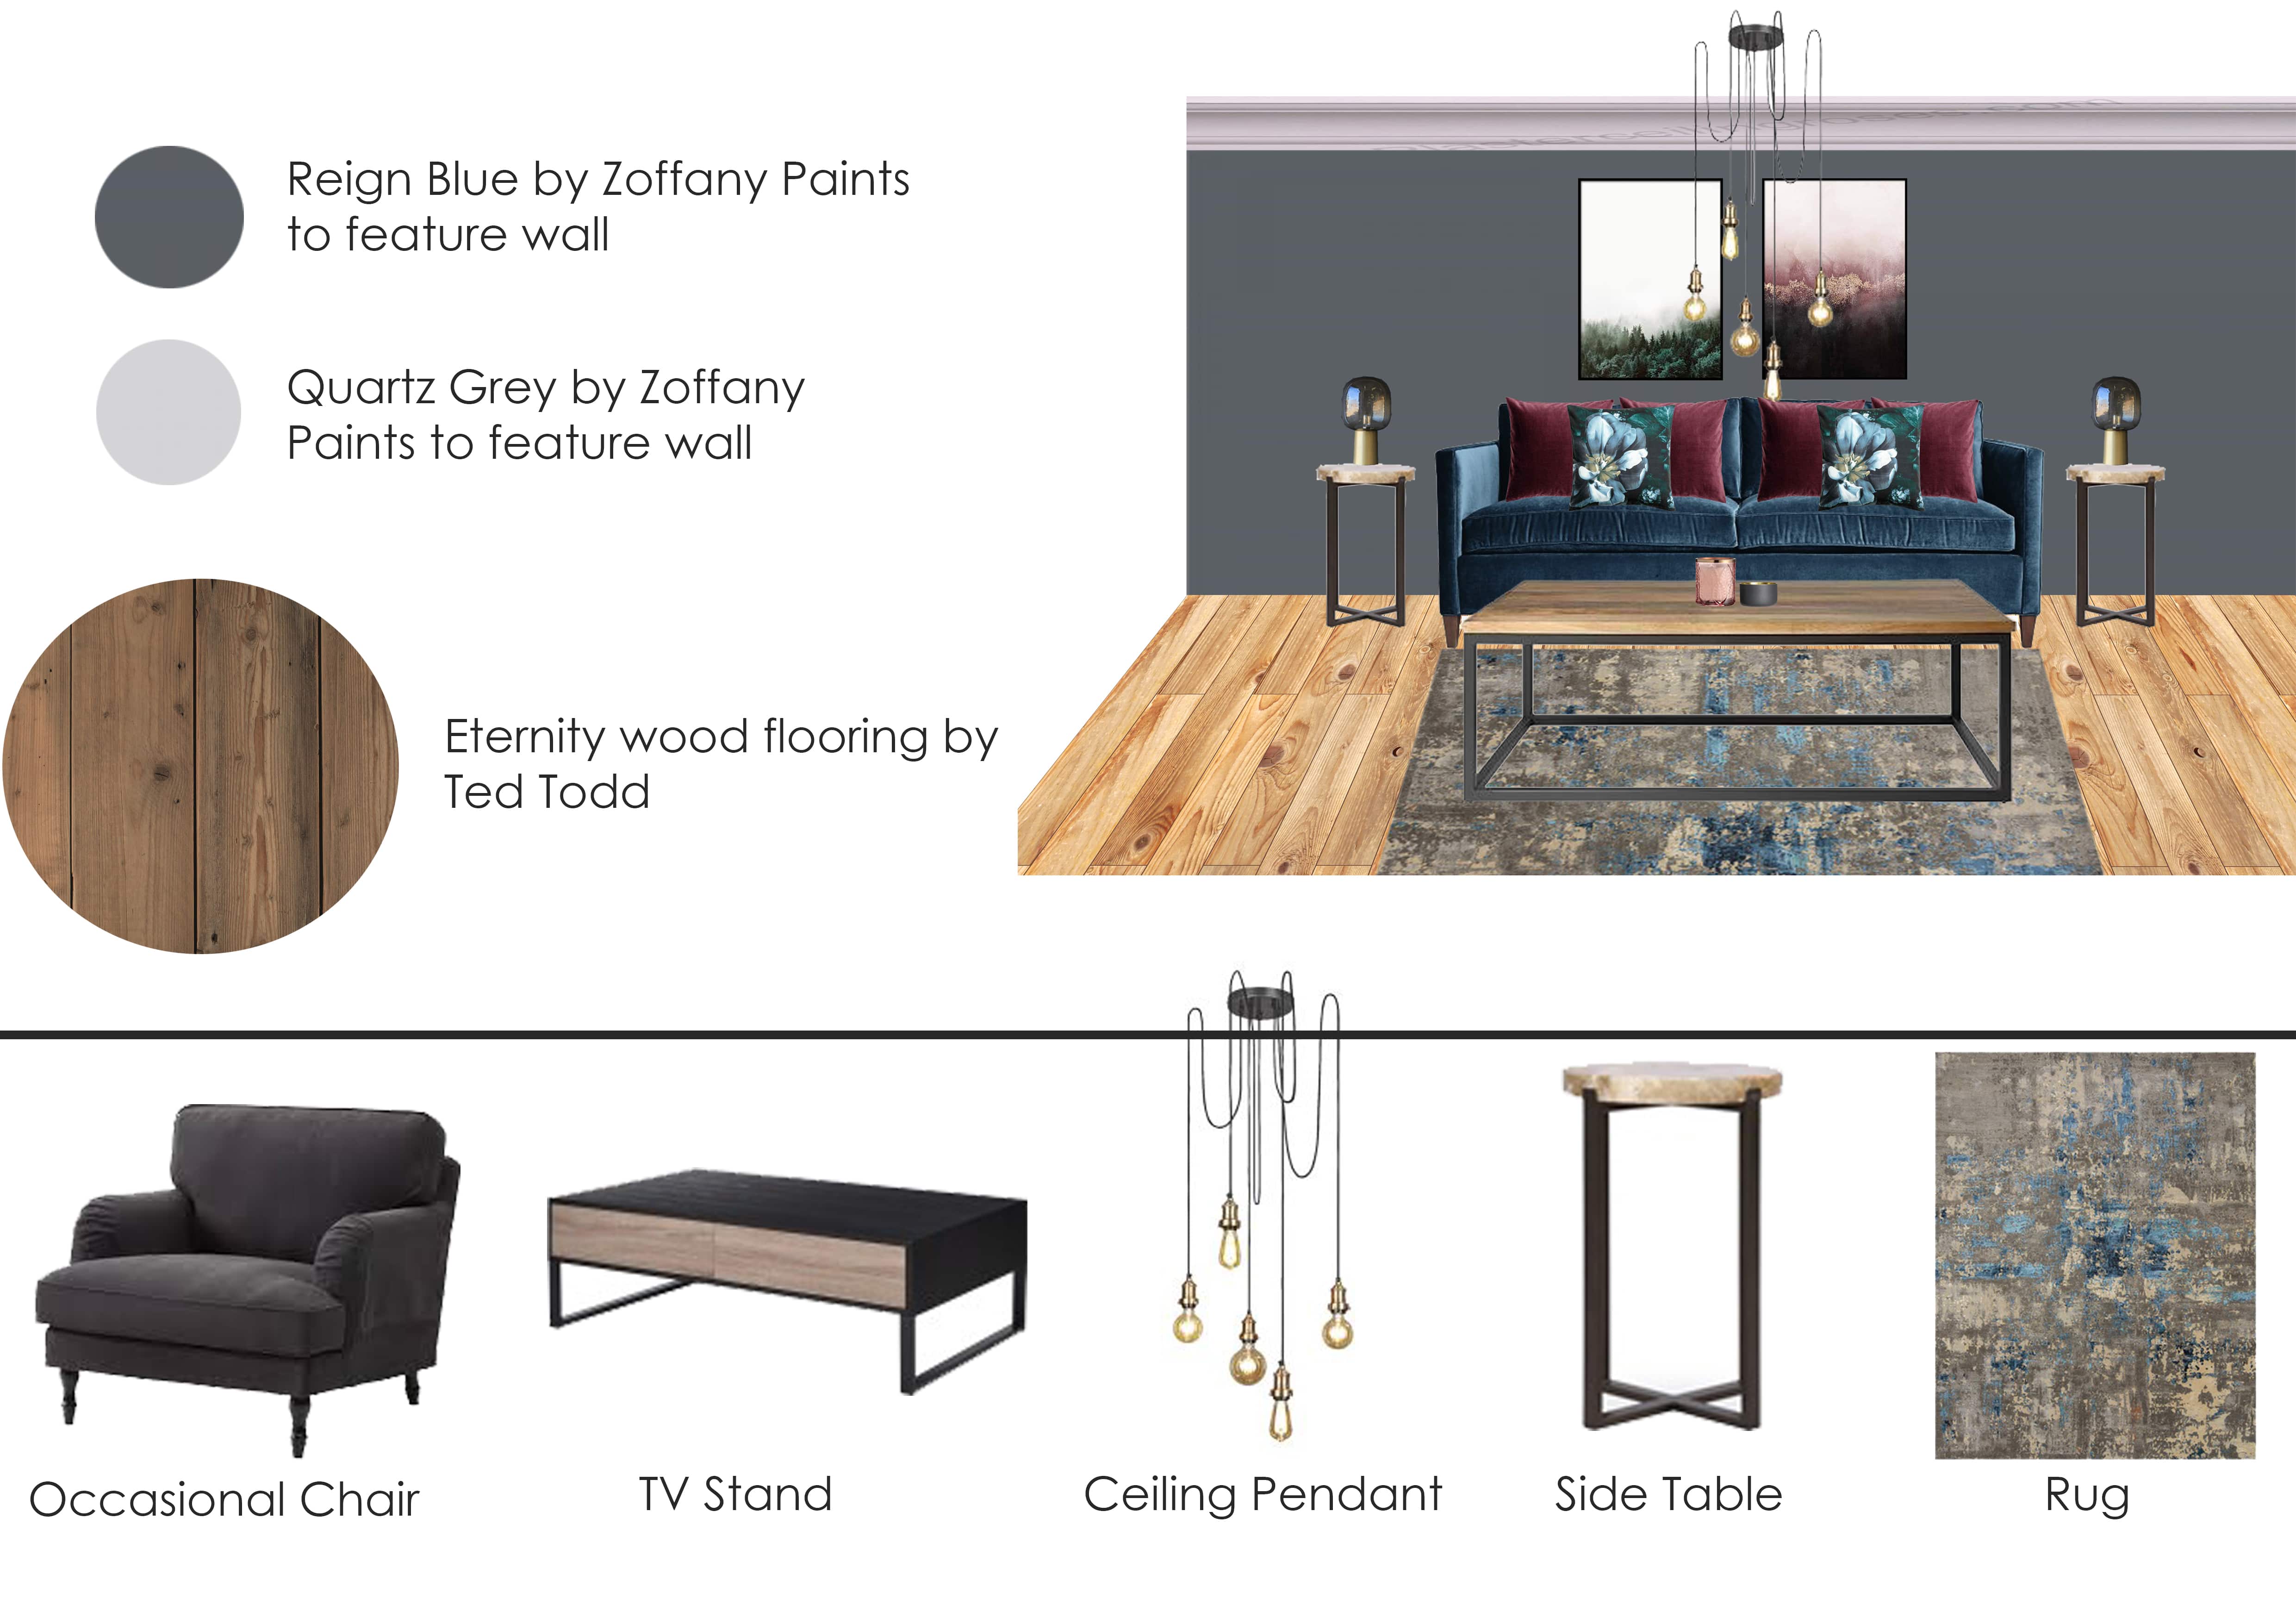 Reign Blue by Zoffany Paints
to feature wall
Quartz Grey by Zoffany
Paints to feature wall
Eternity wood flooring by
Ted Todd
Occasional Chair
TV Stand
Ceiling Pendant
Side Table
Rug